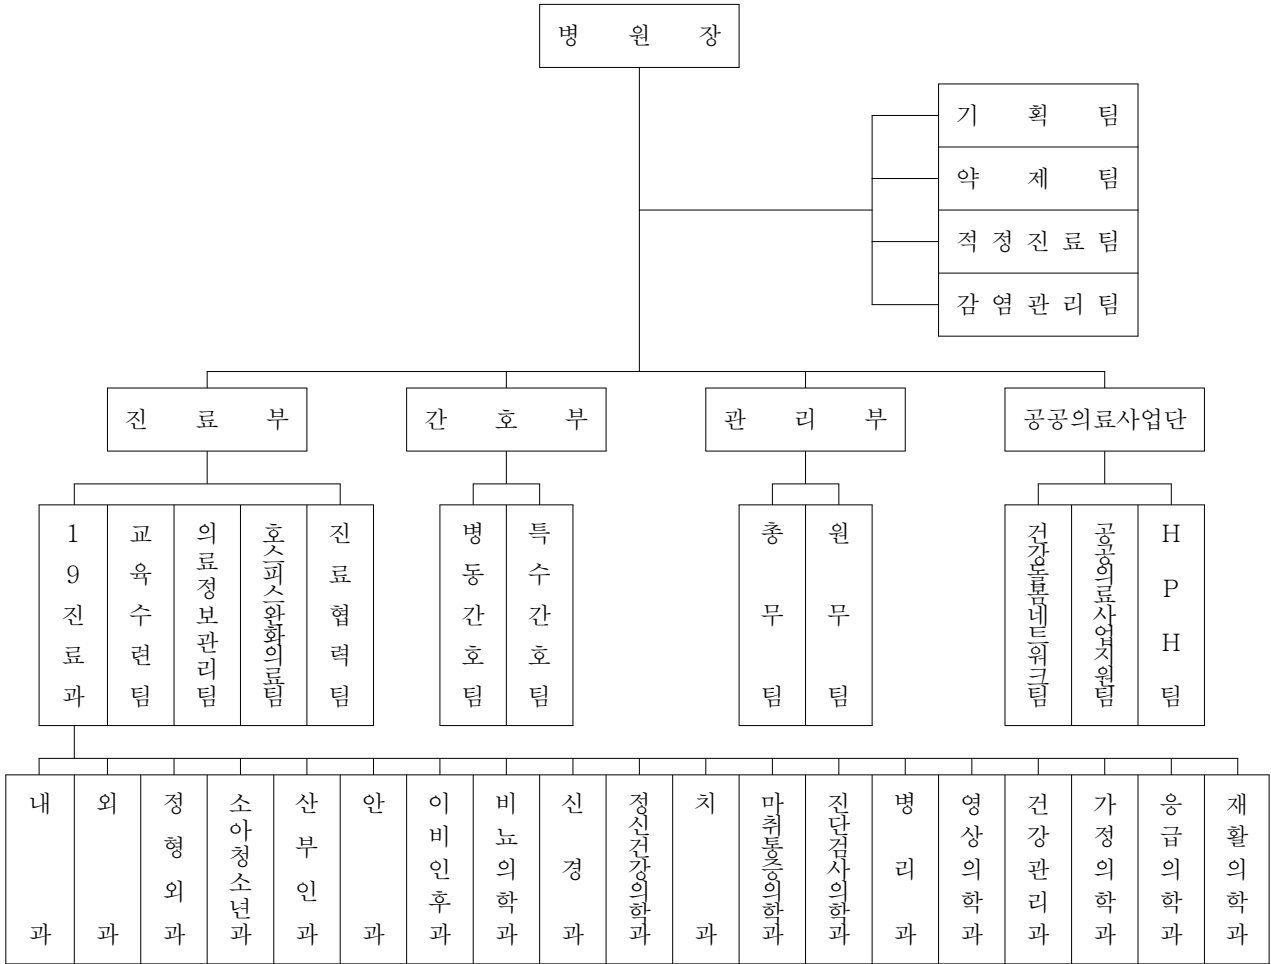 병 원 장
기 획 팀
약 제 팀
적정진료팀
감염관리팀
진 료 부
간 호 부
관 리 부
공공의료사업단
19진료과
교육수련팀
의료정보관리팀
호스피스완화의료팀
진료협력팀
병동간호팀
특수간호팀
총무팀
원무팀
건강돌봄네트워크팀
공공의료사업지원팀
HPH팀
내과
외과
정형외과
소아청소년과
산부인과
안과
이비인후과
비뇨의학과
신경과
정신건강의학과
치과
마취통증의학과
진단검사의학과
병리과
영상의학과
건강관리과
가정의학과
응급의학과
재활의학과